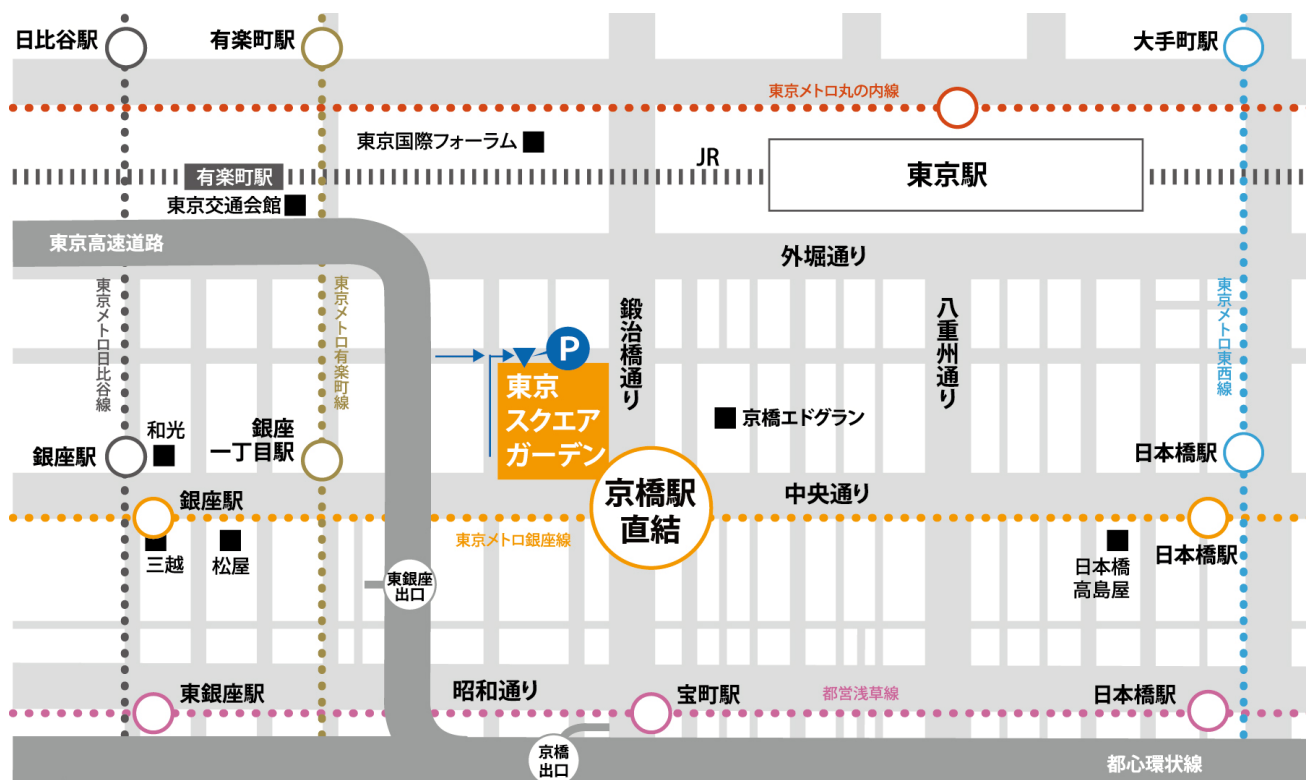 日比谷駅
有楽町駅
大手町駅
東京メトロ丸の内線
東京国際フォーラム
JR
東京駅
有楽町駅
東京交通会館
東京高速道路
外堀通り
東京メトロ日比谷線
東京メトロ有楽町線
鍛冶橋通り
八重州通り
東京メトロ東西線
P
東京
スクエア
ガーデン
京橋エドグラン
和光
銀座駅
銀座
一丁目駅
日本橋駅
銀座駅
京橋駅
直結
中央通り
東京メトロ銀座線
三越
松屋
日本橋駅
日本橋
高島屋
東銀座
出口
東銀座駅
昭和通り
宝町駅
都営浅草線
日本橋駅
京橋
出口
都心環状線